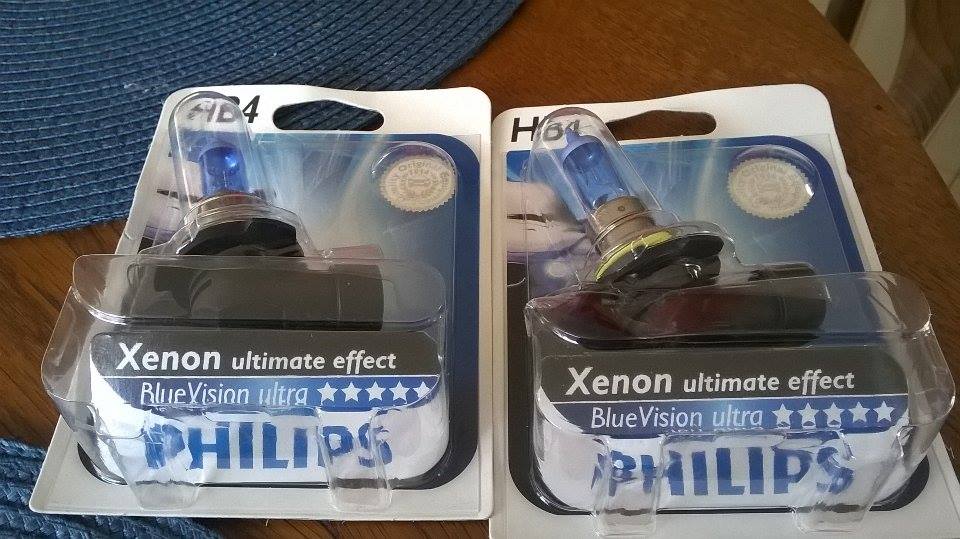 HB4
Xenon ultimate effect
BlueVision ultra
PHILIPS
HB4
Xenon ultimate effect
BlueVision ultra
PHILIPS